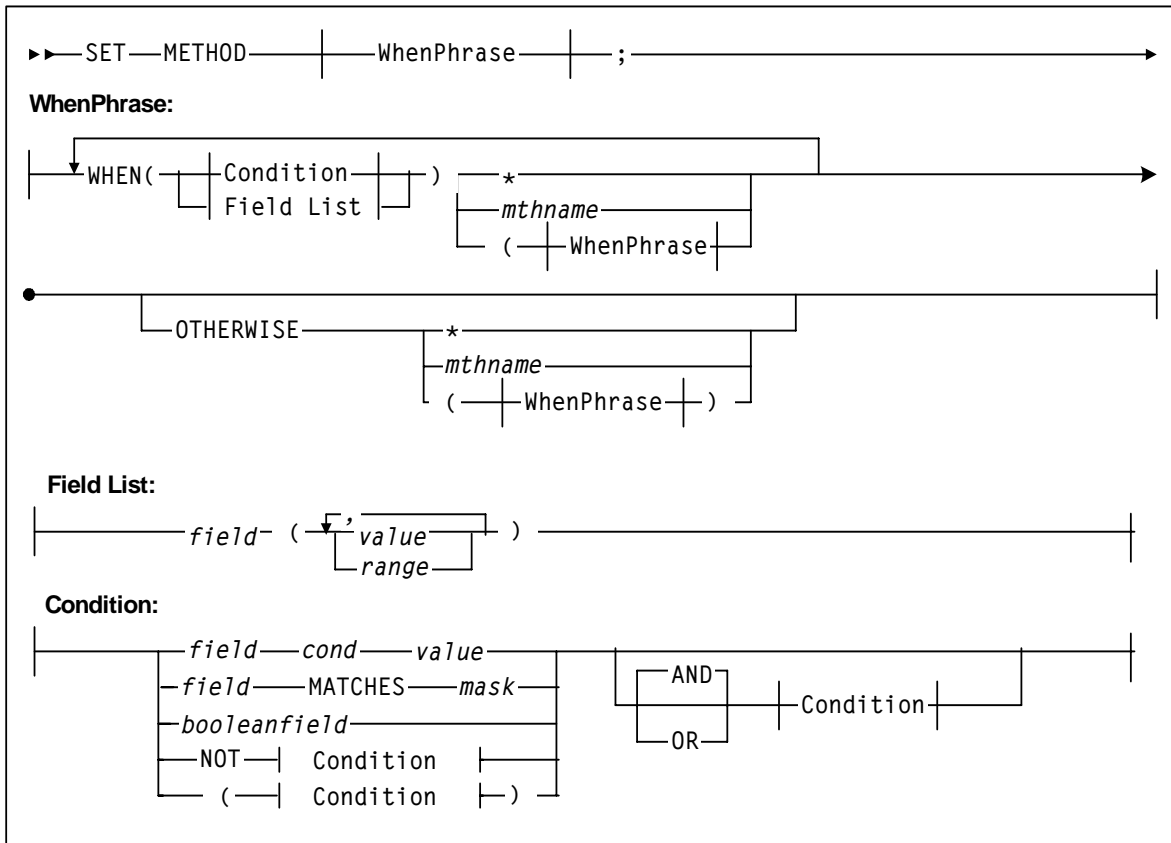 SET METHOD WhenPhrase ;
WhenPhrase:
WHEN( Condition ) *
Field List mthname
( WhenPhrase
OTHERWISE *
mthname
( WhenPhrase )
Field List:
,
field ( value )
range
Condition:
field cond value
field MATCHES mask AND
booleanfield Condition
NOT Condition OR
( Condition )